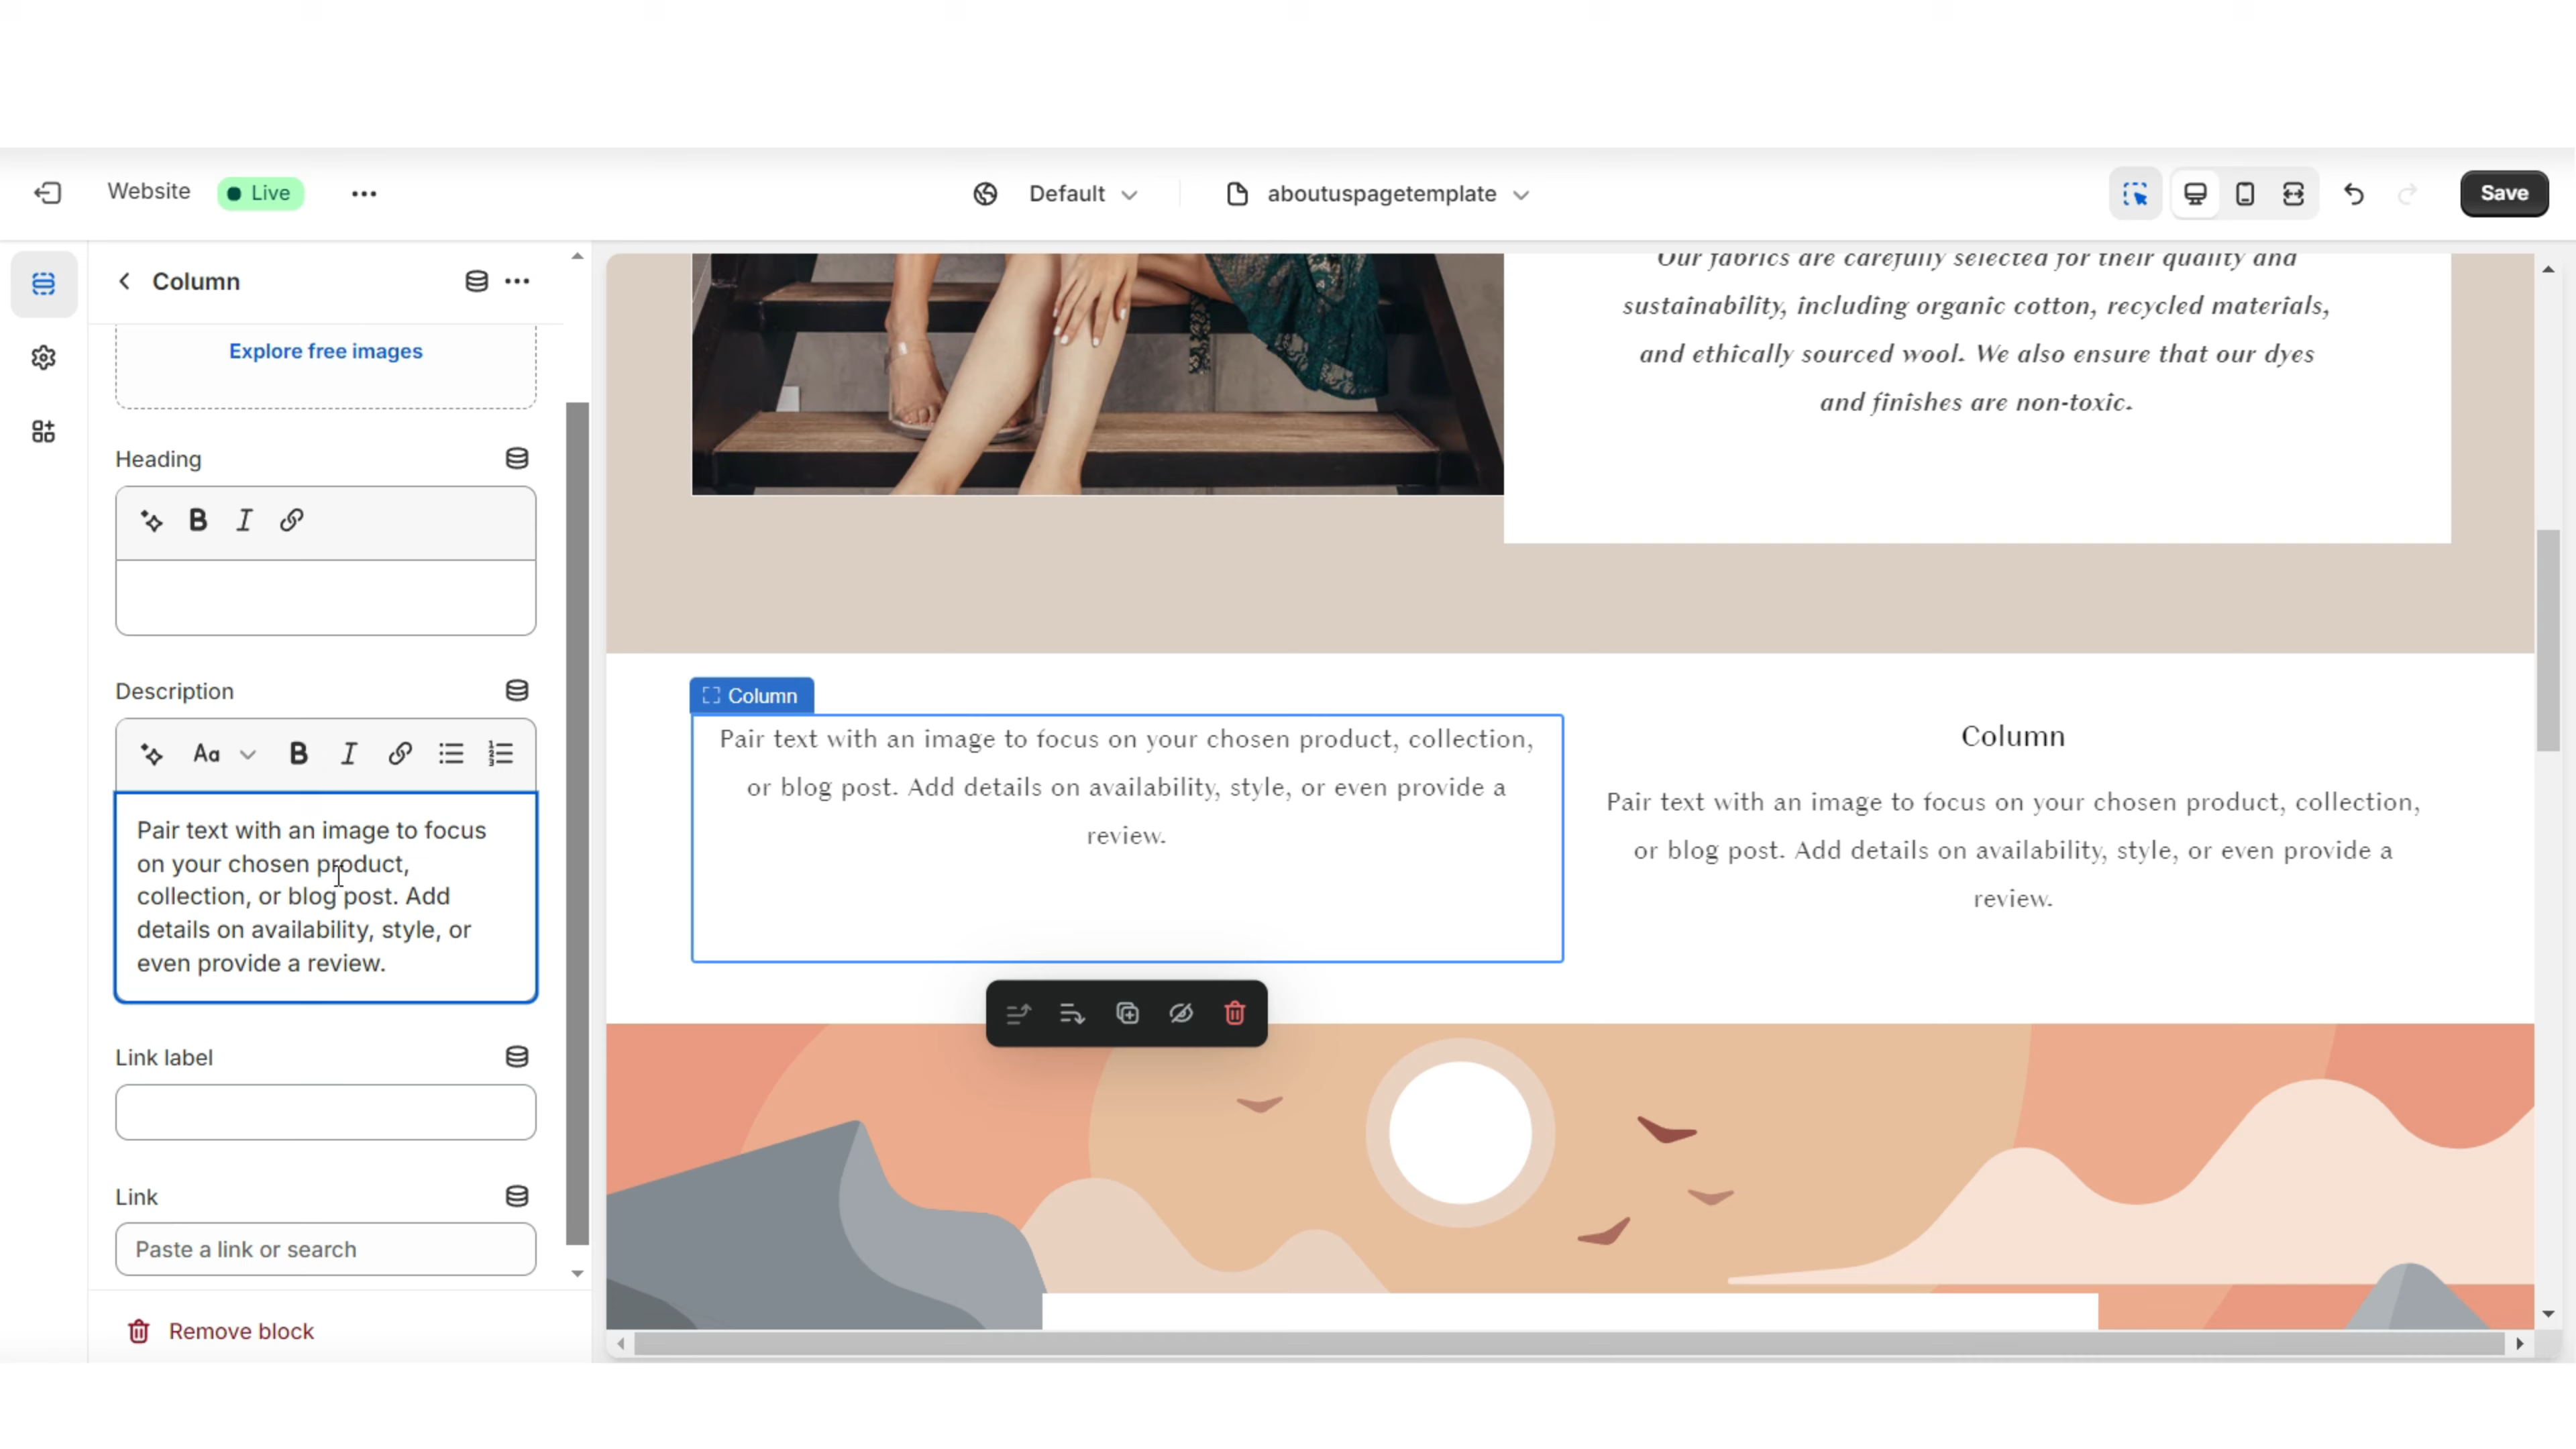 Website
Live
Default
aboutuspagetemplate
Save
Column
Explore free images
Heading
B I
Description
Aa B I
Pair text with an image to focus
on your chosen product,
collection, or blog post. Add
details on availability, style, or
even provide a review.
Link label
Link
Paste a link or search
Remove block
Our fabrics are carefully selected for their quality and
sustainability, including organic cotton, recycled materials,
and ethically sourced wool. We also ensure that our dyes
and finishes are non-toxic.
Column
Pair text with an image to focus on your chosen product, collection,
or blog post. Add details on availability, style, or even provide a
review.
Column
Pair text with an image to focus on your chosen product, collection,
or blog post. Add details on availability, style, or even provide a
review.